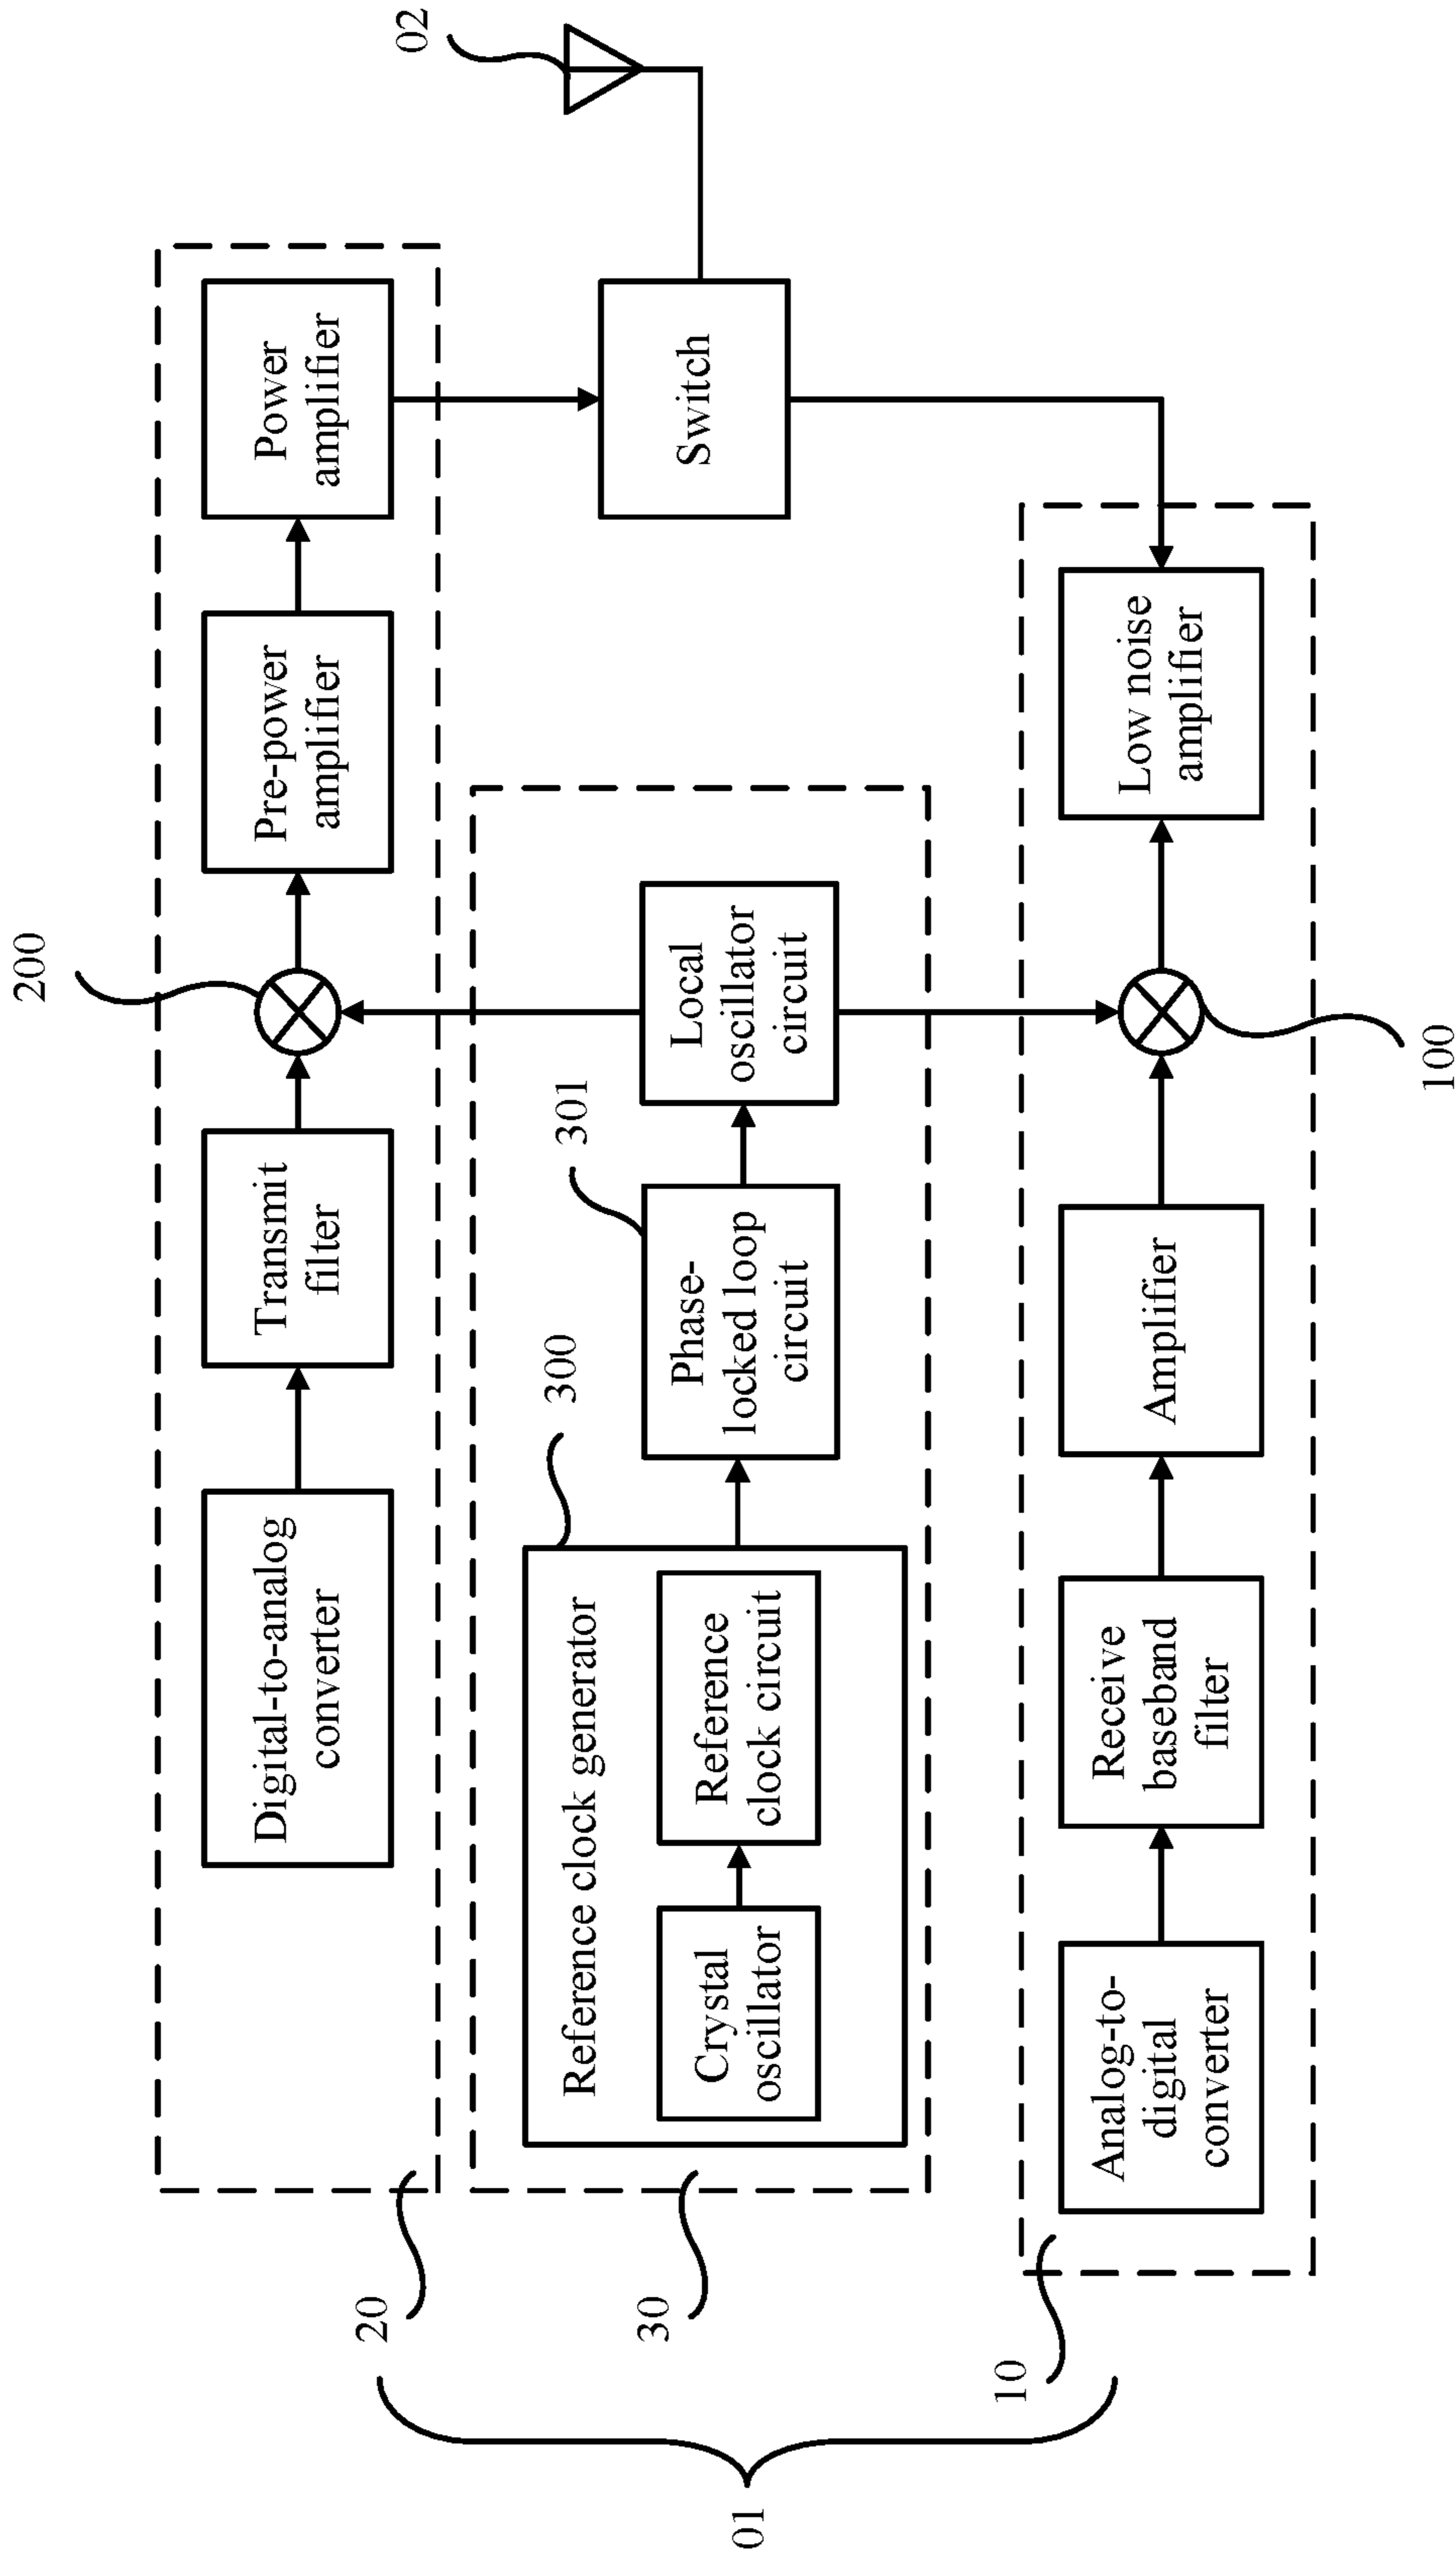 200
02
Digital-to-analog
converter
Transmit
filter
Pre-power
amplifier
Power
amplifier
20
300
301
Reference clock generator
Crystal
oscillator
Reference
clock circuit
Phase-
locked loop
circuit
Local
oscillator
circuit
Switch
30
01
10
Analog-to-
digital
converter
Receive
baseband
filter
Amplifier
Low noise
amplifier
100